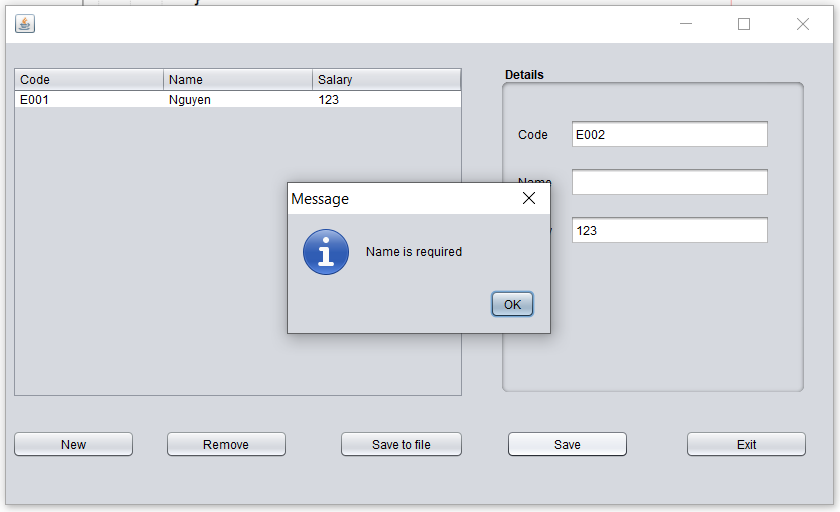 Code Name Salary
E001 Nguyen 123
Details
Code E002
Name
123
Message
Name is required
OK
New Remove Save to file Save Exit